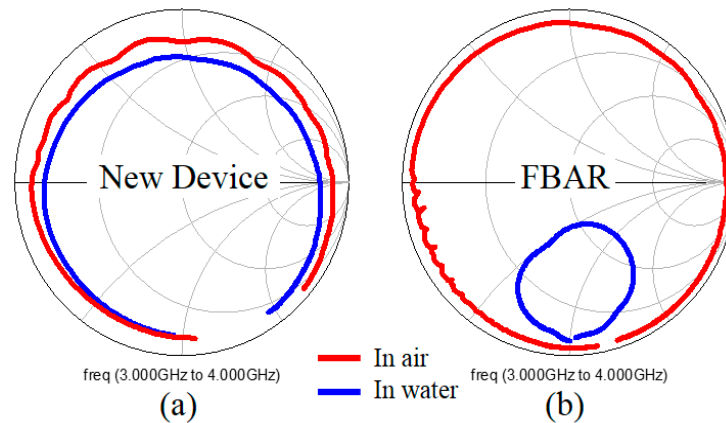 New Device
FBAR
In air
In water
freq (3.000GHz to 4.000GHz)
freq (3.000GHz to 4.000GHz)
(a)
(b)